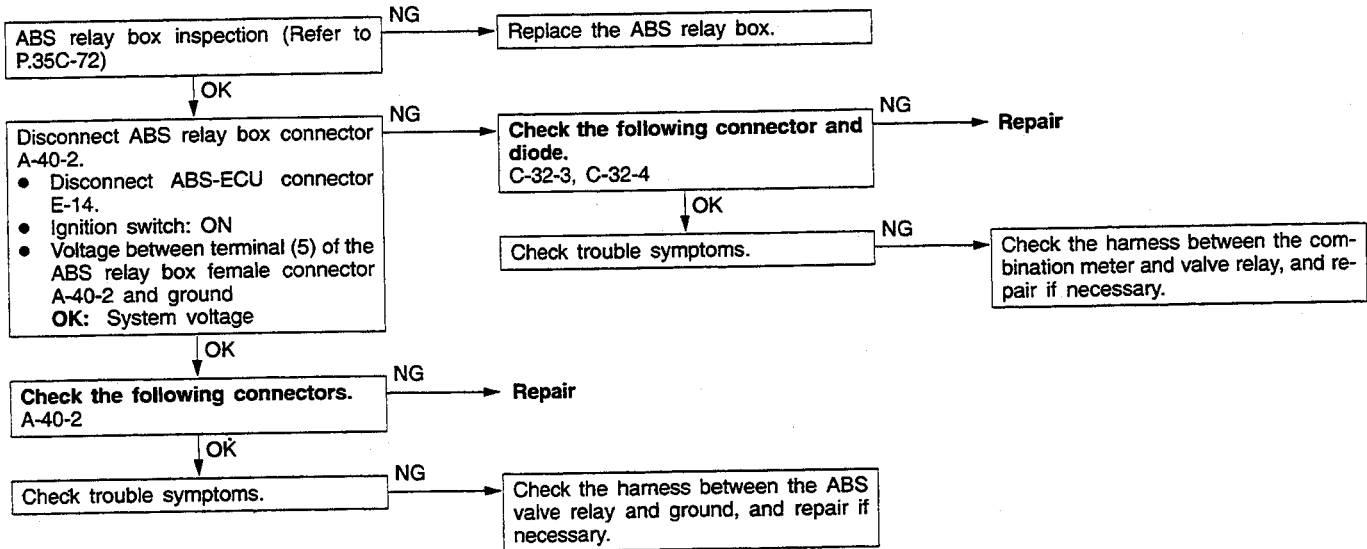 NG
ABS relay box inspection (Refer to
P.35C-72)
Replace the ABS relay box.
OK
NG
Disconnect ABS relay box connector
A-40-2.
● Disconnect ABS-ECU connector
E-14.
● Ignition switch: ON
● Voltage between terminal (5) of the
ABS relay box female connector
A-40-2 and ground
OK: System voltage
NG
Check the following connector and
diode.
C-32-3, C-32-4
Repair
OK
NG
Check trouble symptoms.
Check the harness between the com-
bination meter and valve relay, and re-
pair if necessary.
OK
NG
Check the following connectors.
A-40-2
Repair
OK
NG
Check trouble symptoms.
Check the harness between the ABS
valve relay and ground, and repair if
necessary.